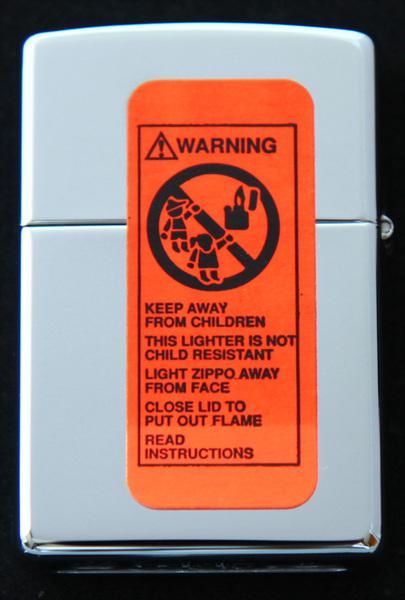 WARNING
KEEP AWAY
FROM CHILDREN
THIS LIGHTER IS NOT
CHILD RESISTANT
LIGHT ZIPPO AWAY
FROM FACE
CLOSE LID TO
PUT OUT FLAME
READ
INSTRUCTIONS